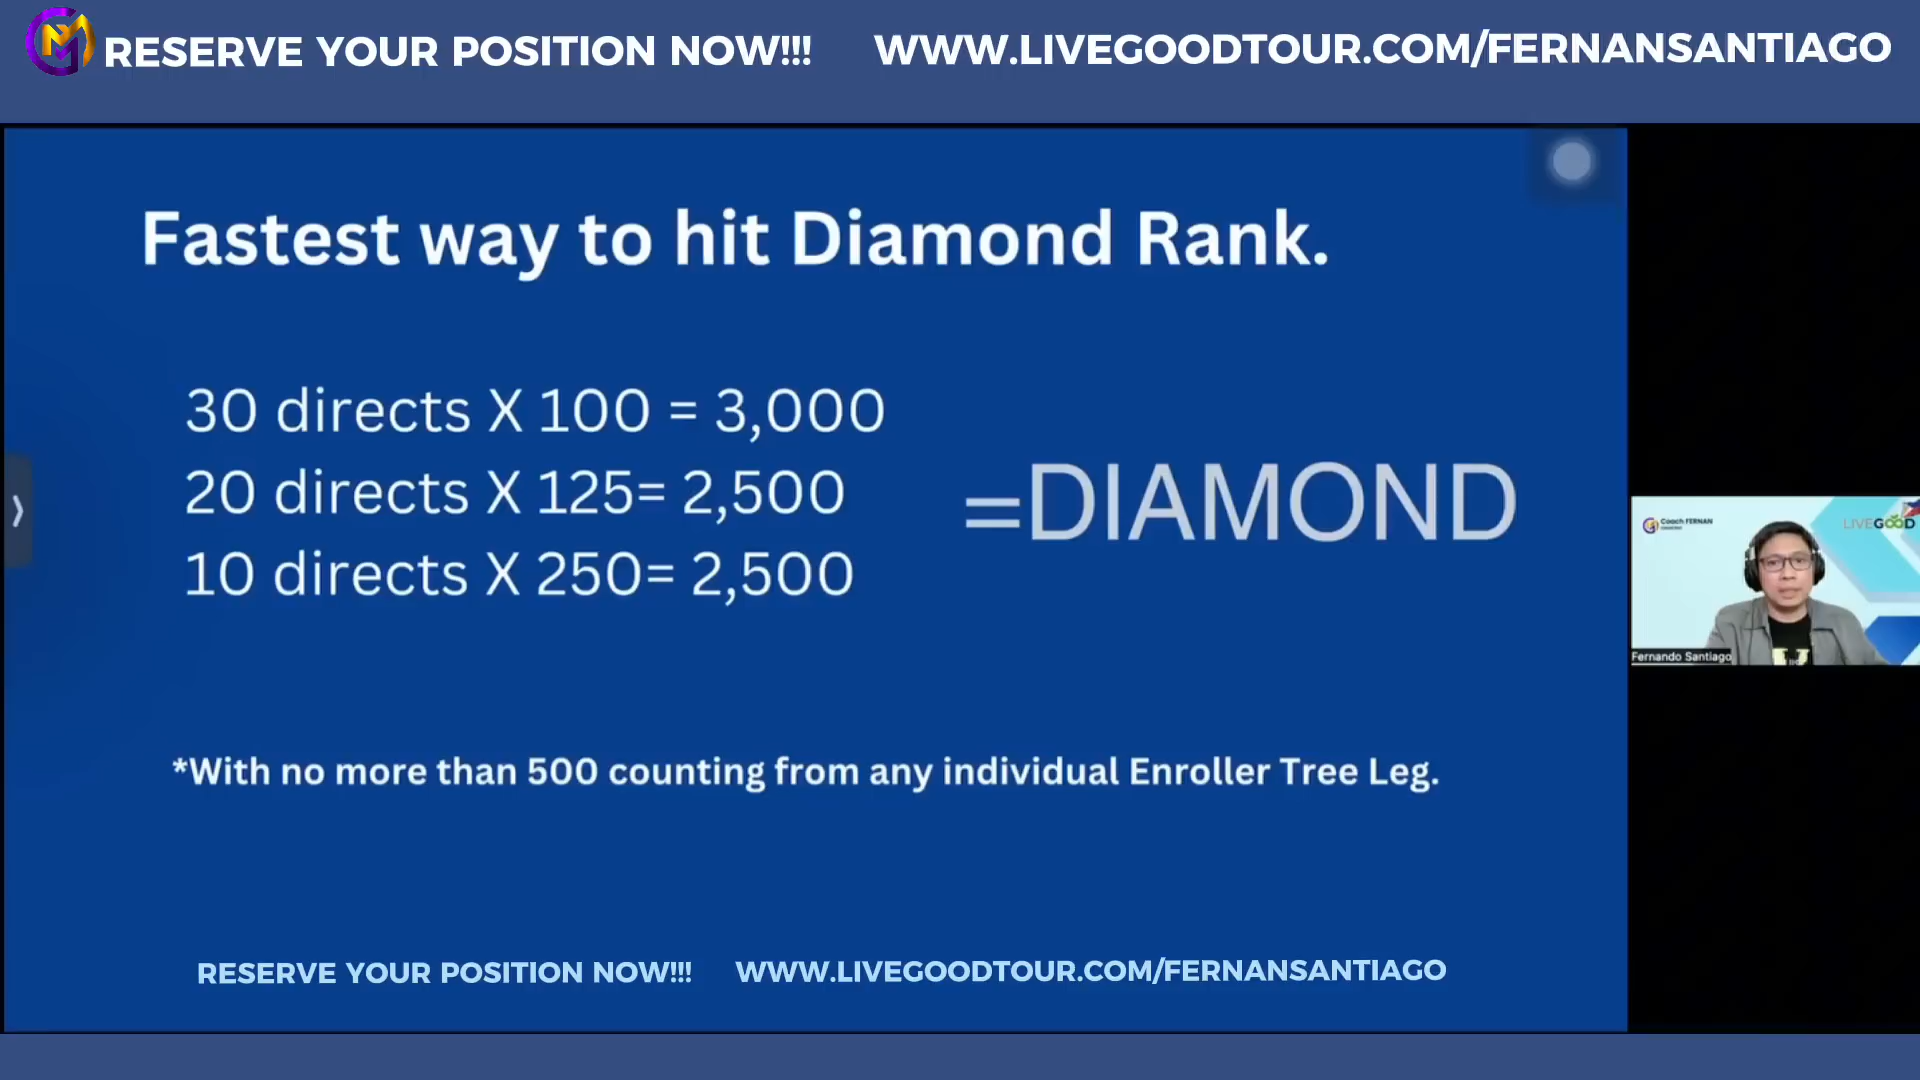 RESERVE YOUR POSITION NOW!!! WWW.LIVEGOODTOUR.COM/FERNANSANTIAGO
Fastest way to hit Diamond Rank.
30 directs X 100 = 3,000
20 directs X 125= 2,500
10 directs X 250= 2,500
=DIAMOND
*With no more than 500 counting from any individual Enroller Tree Leg.
RESERVE YOUR POSITION NOW!!! WWW.LIVEGOODTOUR.COM/FERNANSANTIAGO
Coach FERNAN
LIVEGOOD
Fernando Santiago